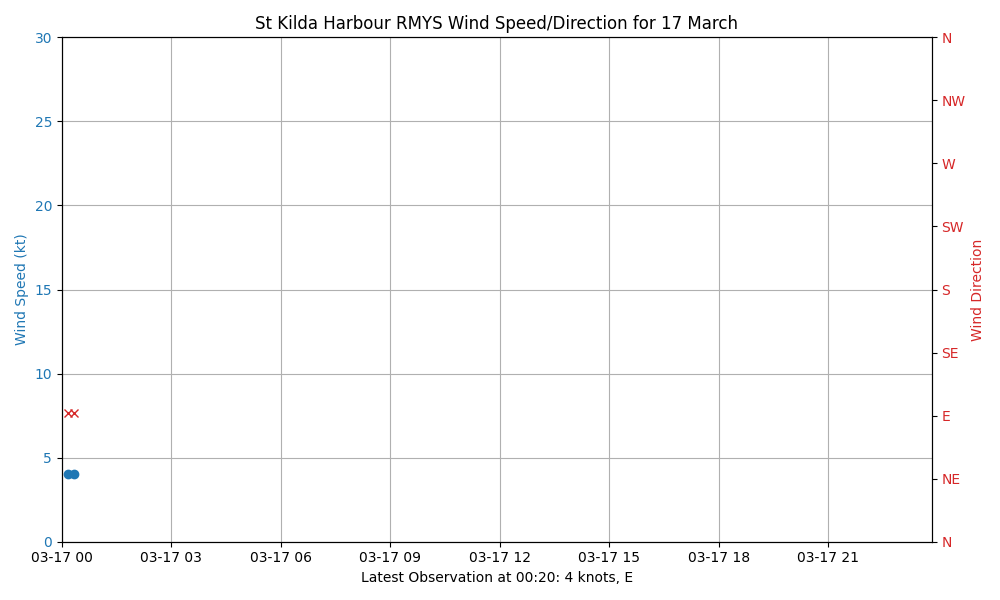 St Kilda Harbour RMYS Wind Speed/Direction for 17 March
30
25
20
15
10
5
0
Wind Speed (kt)
N
NW
W
SW
S
SE
E
NE
N
Wind Direction
03-17 00 03-17 03 03-17 06 03-17 09 03-17 12 03-17 15 03-17 18 03-17 21
Latest Observation at 00:20: 4 knots, E